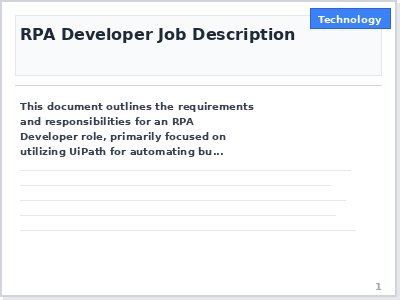 Technology
RPA Developer Job Description
This document outlines the requirements
and responsibilities for an RPA
Developer role, primarily focused on
utilizing UiPath for automating bu...
1